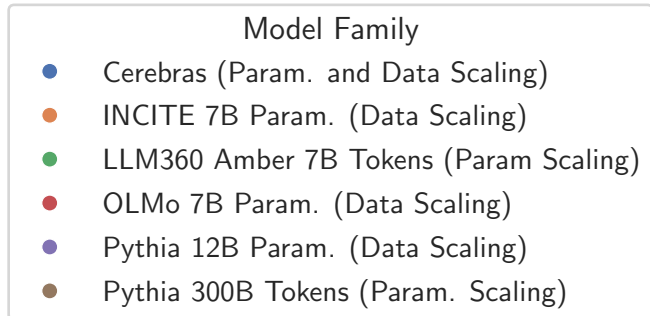 Model Family
Cerebras (Param. and Data Scaling)
INCITE 7B Param. (Data Scaling)
LLM360 Amber 7B Tokens (Param Scaling)
OLMo 7B Param. (Data Scaling)
Pythia 12B Param. (Data Scaling)
Pythia 300B Tokens (Param. Scaling)